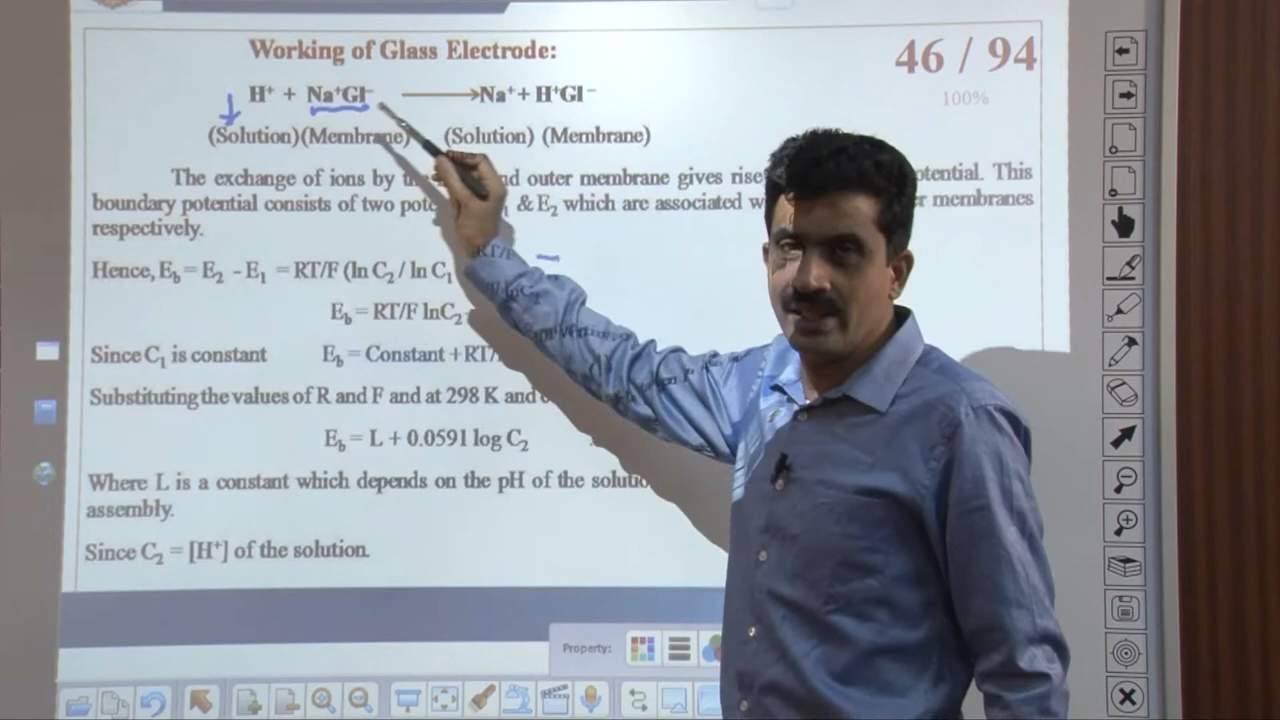 Working of Glass Electrode:
46 / 94
100%
H⁺ + Na⁺Gl⁻ → Na⁺ + H⁺Gl⁻
(Solution)(Membrane) (Solution) (Membrane)
The exchange of ions by the nd outer membrane gives rise otential. This
boundary potential consists of two & E₂ which are associated membranes
respectively.
Hence, E_b = E₂ - E₁ = RT/F (ln C₂ / ln C₁
E_b = RT/F lnC₂
Since C₁ is constant E_b = Constant +RT/
Substituting the values of R and F and at 298 K and
E_b = L + 0.0591 log C₂
Where L is a constant which depends on the pH of the
assembly.
Since C₂ = [H⁺] of the solution.
Property: